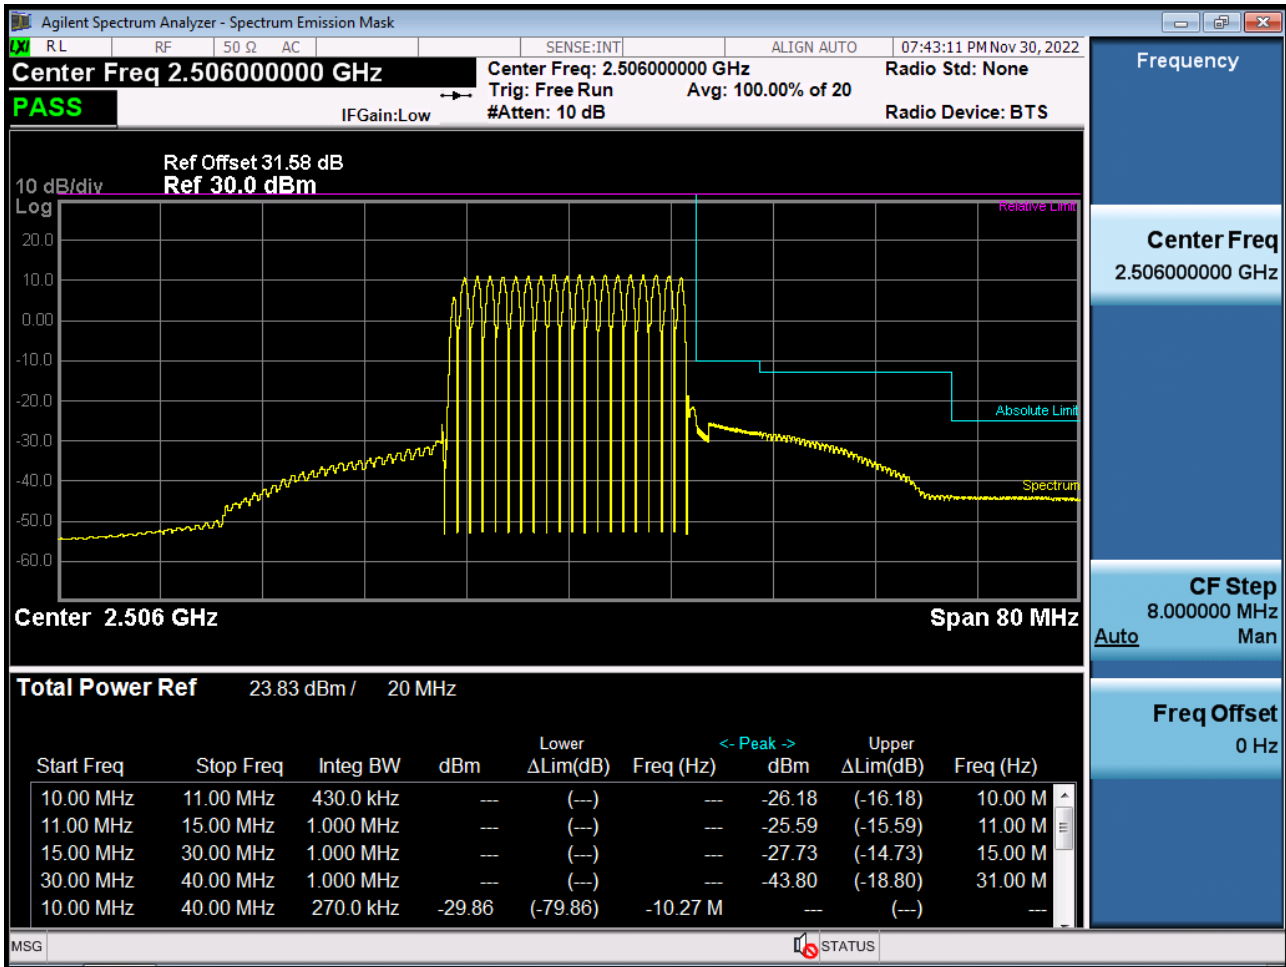 Agilent Spectrum Analyzer - Spectrum Emission Mask
LXI RL RF 50 Ω AC SENSE:INT ALIGN AUTO 07:43:11 PM Nov 30, 2022
Center Freq 2.506000000 GHz
Center Freq: 2.506000000 GHz Radio Std: None
Trig: Free Run Avg: 100.00% of 20
PASS IFGain:Low #Atten: 10 dB Radio Device: BTS
Ref Offset 31.58 dB
10 dB/div Ref 30.0 dBm
Log
Relative Limit
20.0
10.0
0.00
-10.0
-20.0
Absolute Limit
-30.0
-40.0
Spectrum
-50.0
-60.0
Center 2.506 GHz Span 80 MHz
Total Power Ref 23.83 dBm / 20 MHz
Lower <- Peak -> Upper
Start Freq Stop Freq Integ BW dBm ΔLim(dB) Freq (Hz) dBm ΔLim(dB) Freq (Hz)
10.00 MHz 11.00 MHz 430.0 kHz --- (---) --- -26.18 (-16.18) 10.00 M
11.00 MHz 15.00 MHz 1.000 MHz --- (---) --- -25.59 (-15.59) 11.00 M
15.00 MHz 30.00 MHz 1.000 MHz --- (---) --- -27.73 (-14.73) 15.00 M
30.00 MHz 40.00 MHz 1.000 MHz --- (---) --- -43.80 (-18.80) 31.00 M
10.00 MHz 40.00 MHz 270.0 kHz -29.86 (-79.86) -10.27 M --- (---) ---
MSG STATUS
Frequency
Center Freq
2.506000000 GHz
CF Step
8.000000 MHz
Auto Man
Freq Offset
0 Hz